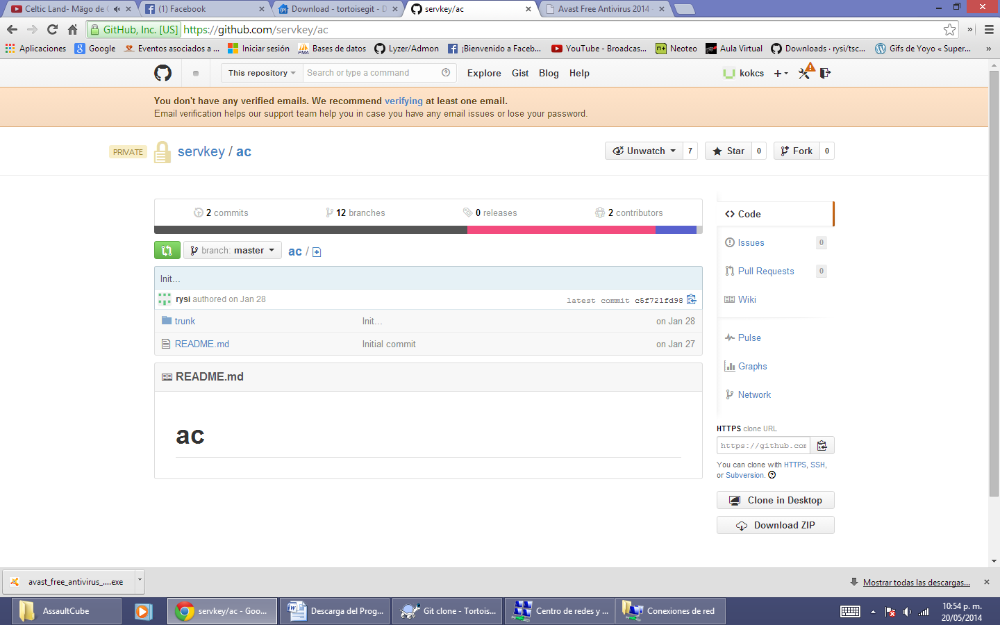 Celtic Land- Mägo de
(1) Facebook
Download - tortoisegit - D
servkey/ac
Avast Free Antivirus 2014 -
GitHub, Inc. [US] https://github.com/servkey/ac
Aplicaciones
Google
Eventos asociados a ...
Iniciar sesión
Bases de datos
Lyzer/Admon
¡Bienvenido a Faceb...
YouTube - Broadcas...
Neoteo
Aula Virtual
Downloads · rysi/tsc...
Gifs de Yoyo « Super...
This repository
Search or type a command
Explore Gist Blog Help
kokcs
You don't have any verified emails. We recommend verifying at least one email.
Email verification helps our support team help you in case you have any email issues or lose your password.
PRIVATE
servkey / ac
Unwatch 7
Star 0
Fork 0
2 commits
12 branches
0 releases
2 contributors
branch: master
ac /
Init...
rysi authored on Jan 28
latest commit c5f721fd98
trunk Init... on Jan 28
README.md Initial commit on Jan 27
README.md
ac
Code
Issues 0
Pull Requests 0
Wiki
Pulse
Graphs
Network
HTTPS clone URL
https://github.com
You can clone with HTTPS, SSH,
or Subversion.
Clone in Desktop
Download ZIP
avast_free_antivirus_....exe
Mostrar todas las descargas...
AssaultCube
servkey/ac - Goo...
Descarga del Prog...
Git clone - Tortois...
Centro de redes y ...
Conexiones de red
10:54 p. m.
20/05/2014